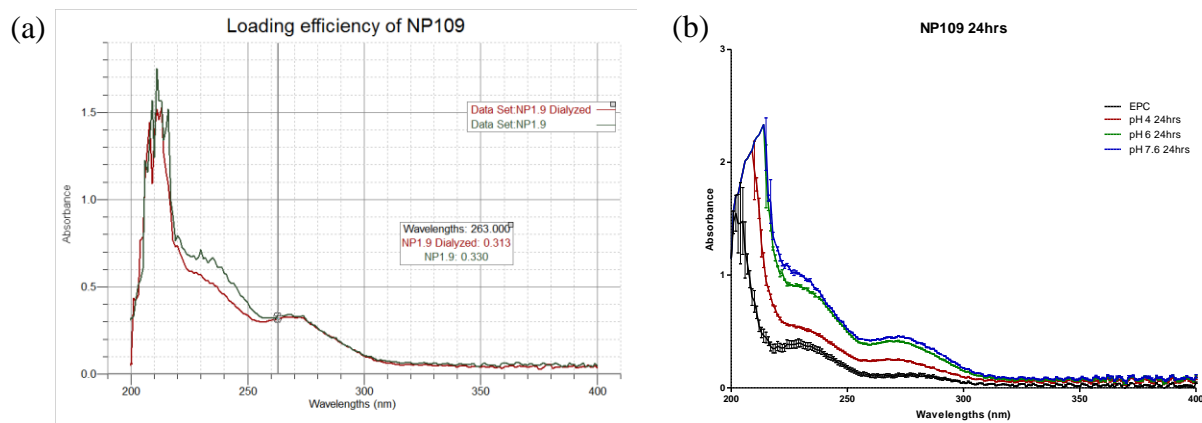 (a)
Loading efficiency of NP109
Data Set:NP1.9 Dialyzed
Data Set:NP1.9
Wavelengths: 263.000
NP1.9 Dialyzed: 0.313
NP1.9: 0.330
Absorbance
1.5
1.0
0.5
0.0
200 250 300 350 400
Wavelengths (nm)
(b)
NP109 24hrs
EPC
pH 4 24hrs
pH 6 24hrs
pH 7.6 24hrs
Absorbance
3
2
1
0
200 250 300 350 400
Wavelengths (nm)